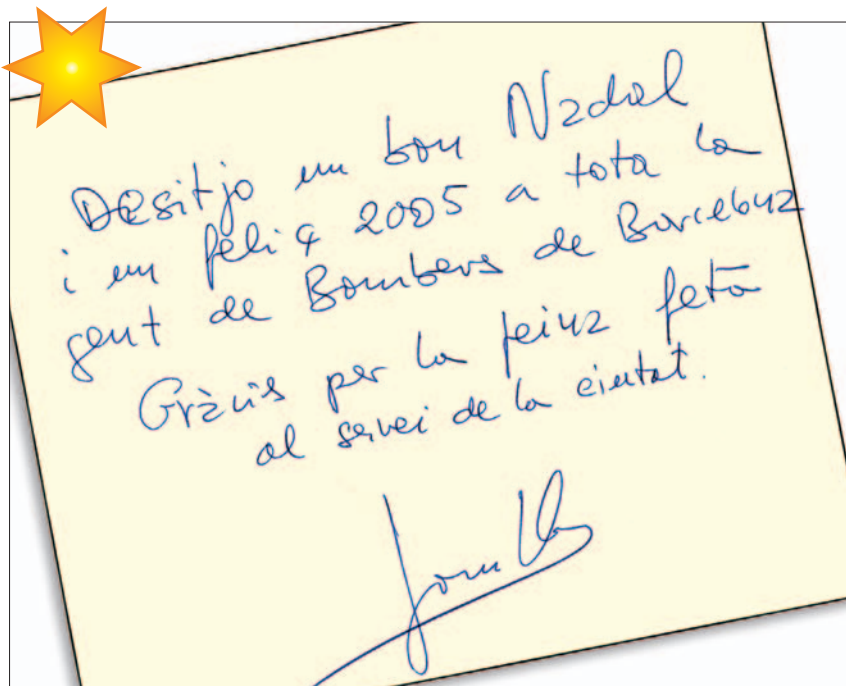 Desitjo un bon Nadal
i un feliç 2005 a tota la
gent de Bombers de Barcelona
Gràcis per la feina feta
al servei de la ciutat.